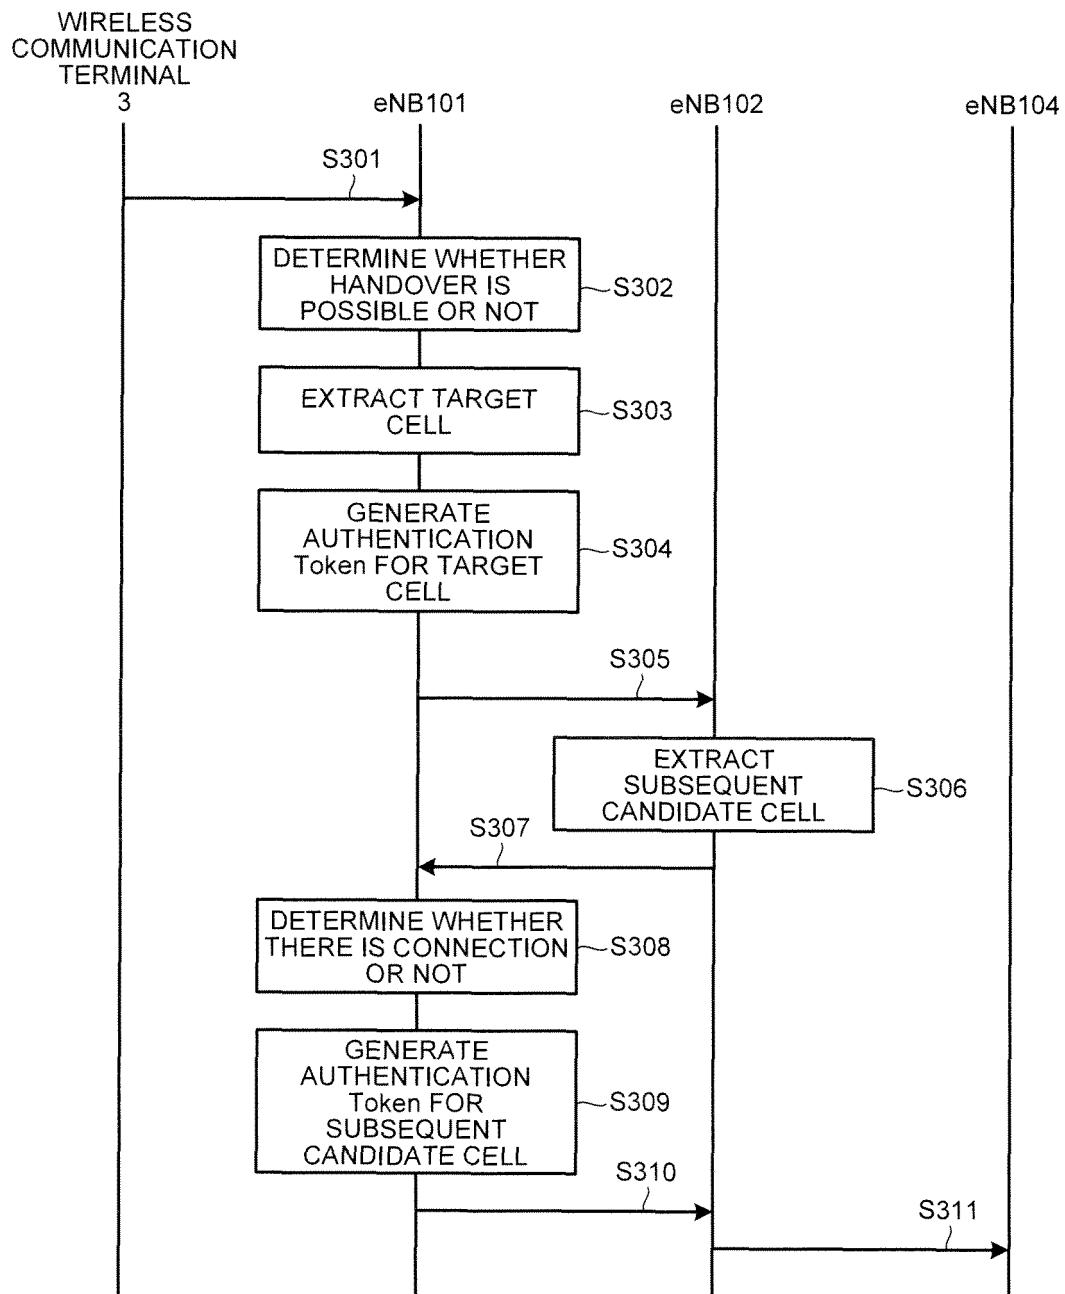 WIRELESS
COMMUNICATION
TERMINAL
3
eNB101
eNB102
eNB104
S301
DETERMINE WHETHER
HANDOVER IS
POSSIBLE OR NOT
S302
EXTRACT TARGET
CELL
S303
GENERATE
AUTHENTICATION
Token FOR TARGET
CELL
S304
S305
EXTRACT
SUBSEQUENT
CANDIDATE CELL
S306
S307
DETERMINE WHETHER
THERE IS CONNECTION
OR NOT
S308
GENERATE
AUTHENTICATION
Token FOR
SUBSEQUENT
CANDIDATE CELL
S309
S310
S311